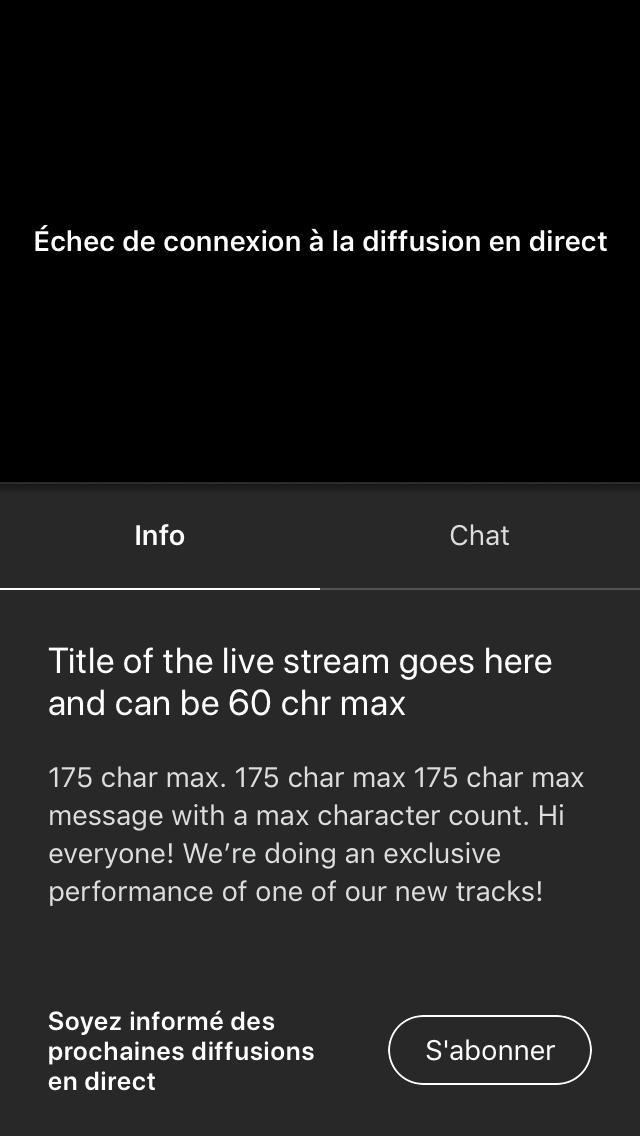 Échec de connexion à la diffusion en direct
Info
Chat
Title of the live stream goes here
and can be 60 chr max
175 char max. 175 char max 175 char max
message with a max character count. Hi
everyone! We’re doing an exclusive
performance of one of our new tracks!
Soyez informé des
prochaines diffusions
en direct
S'abonner